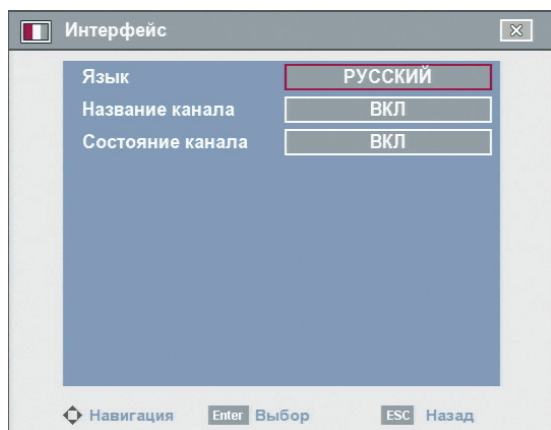 Интерфейс
Язык РУССКИЙ
Название канала ВКЛ
Состояние канала ВКЛ
Навигация Enter Выбор ESC Назад